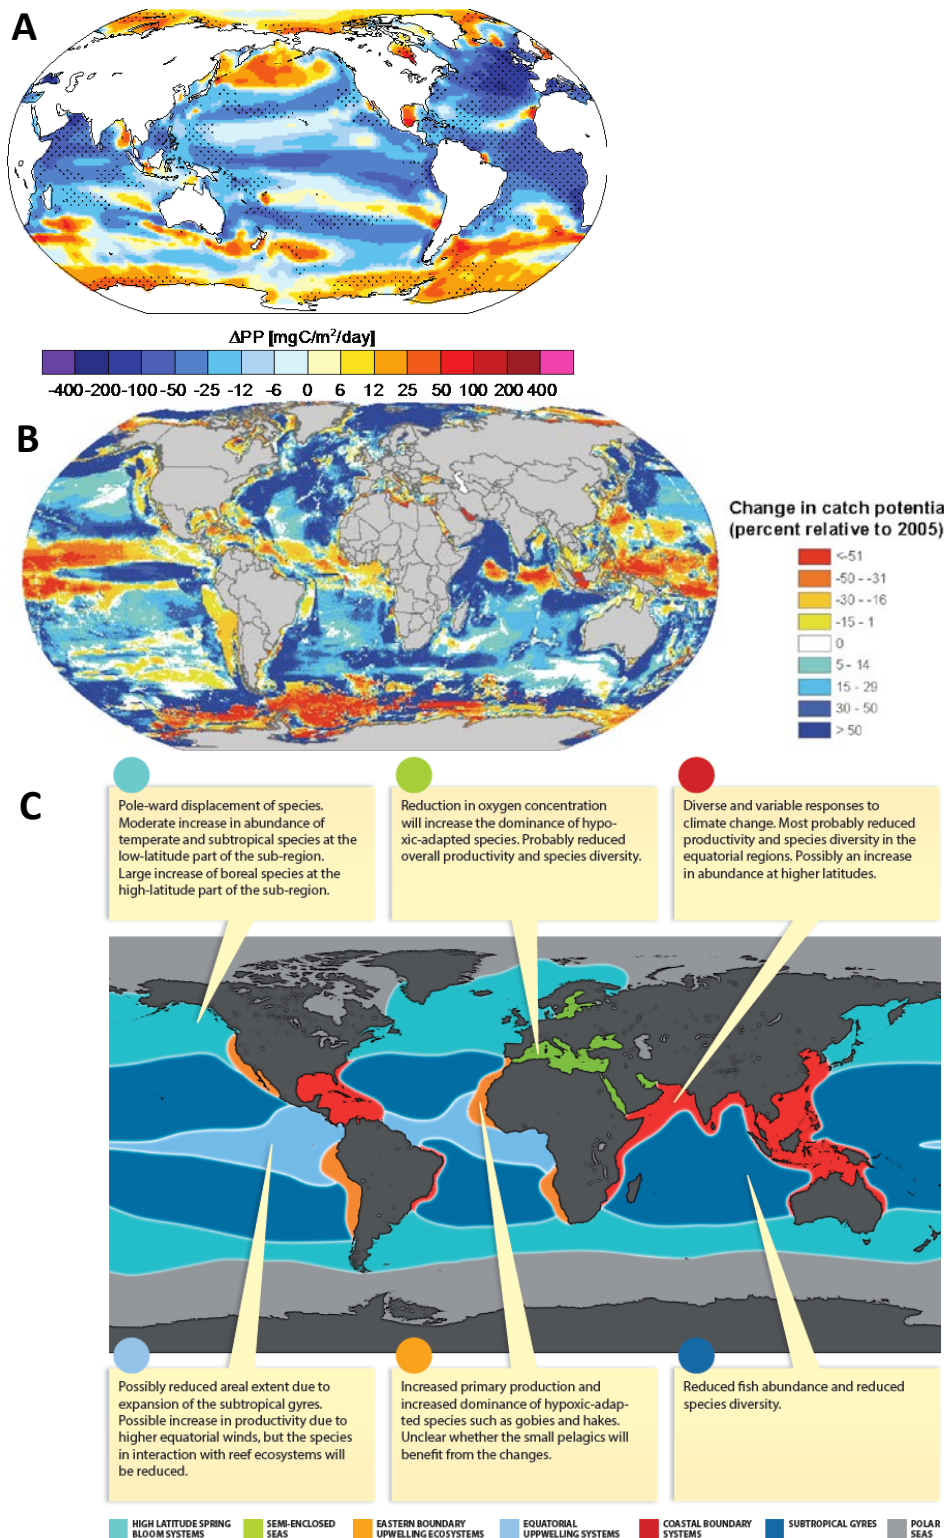 A
ΔPP [mgC/m²/day]
-400 -200 -100 -50 -25 -12 -6 0 6 12 25 50 100 200 400
B
Change in catch potentia
(percent relative to 2005)
<-51
-50 - -31
-30 - -16
-15 - 1
0
5 - 14
15 - 29
30 - 50
> 50
C
Pole-ward displacement of species.
Moderate increase in abundance of
temperate and subtropical species at the
low-latitude part of the sub-region.
Large increase of boreal species at the
high-latitude part of the sub-region.
Reduction in oxygen concentration
will increase the dominance of hypo-
xic-adapted species. Probably reduced
overall productivity and species diversity.
Diverse and variable responses to
climate change. Most probably reduced
productivity and species diversity in the
equatorial regions. Possibly an increase
in abundance at higher latitudes.
Possibly reduced areal extent due to
expansion of the subtropical gyres.
Possible increase in productivity due to
higher equatorial winds, but the species
in interaction with reef ecosystems will
be reduced.
Increased primary production and
increased dominance of hypoxic-adap-
ted species such as gobies and hakes.
Unclear whether the small pelagics will
benefit from the changes.
Reduced fish abundance and reduced
species diversity.
HIGH LATITUDE SPRING
BLOOM SYSTEMS
SEMI-ENCLOSED
SEAS
EASTERN BOUNDARY
UPWELLING ECOSYSTEMS
EQUATORIAL
UPPWELLING SYSTEMS
COASTAL BOUNDARY
SYSTEMS
SUBTROPICAL GYRES
POLAR
SEAS